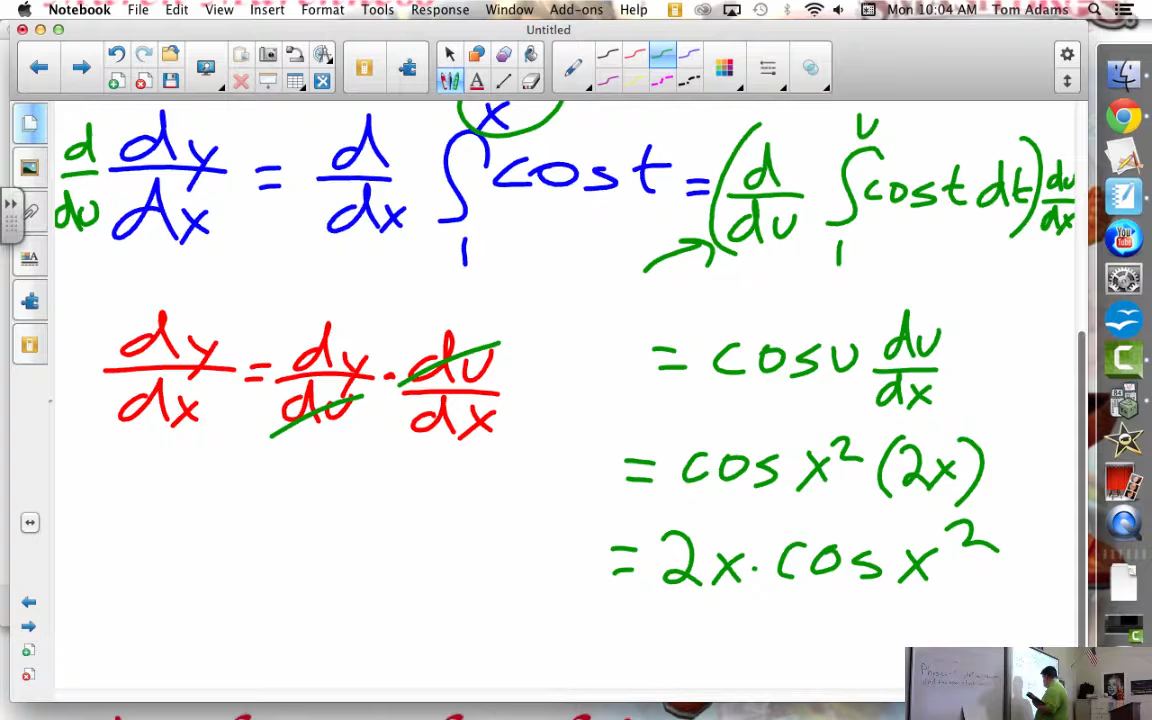 Notebook File Edit View Insert Format Tools Response Window Add-ons Help Mon 10:04 AM Tom Adams
Untitled
d/du dy/dx = d/dx ∫₁ˣ cos t = (d/du ∫₁ᵘ cos t dt) du/dx
dy/dx = dy/du · du/dx
= cos u du/dx
= cos x² (2x)
= 2x · cos x²